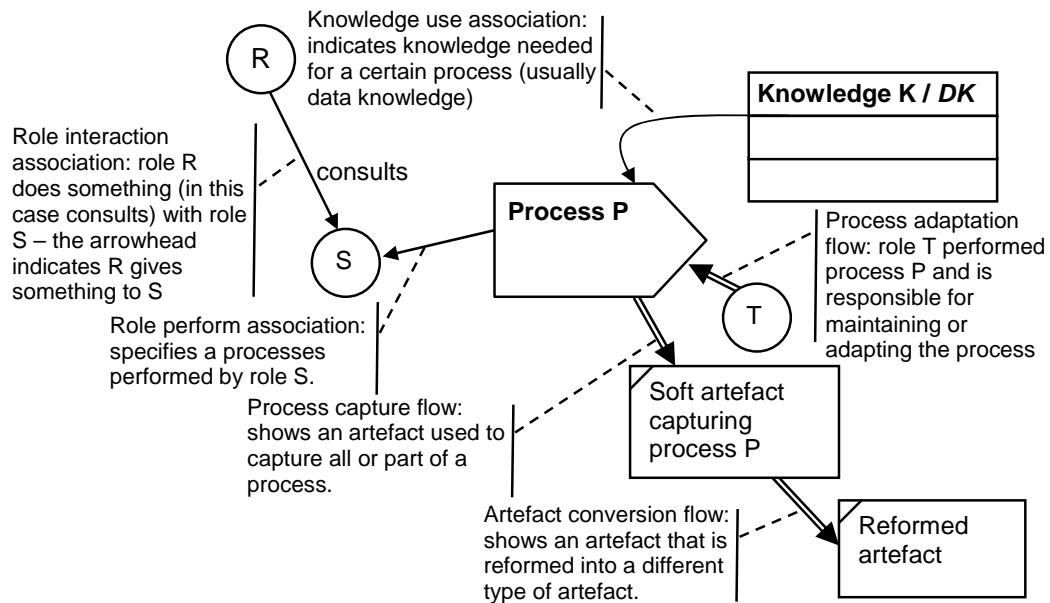 Knowledge use association:
indicates knowledge needed
for a certain process (usually
data knowledge)
R
Knowledge K / DK
Role interaction
association: role R
does something (in this
case consults) with role
S – the arrowhead
indicates R gives
something to S
consults
Process P
S
Process adaptation
flow: role T performed
process P and is
responsible for
maintaining or
adapting the process
T
Role perform association:
specifies a processes
performed by role S.
Process capture flow:
shows an artefact used to
capture all or part of a
process.
Soft artefact
capturing
process P
Artefact conversion flow:
shows an artefact that is
reformed into a different
type of artefact.
Reformed
artefact